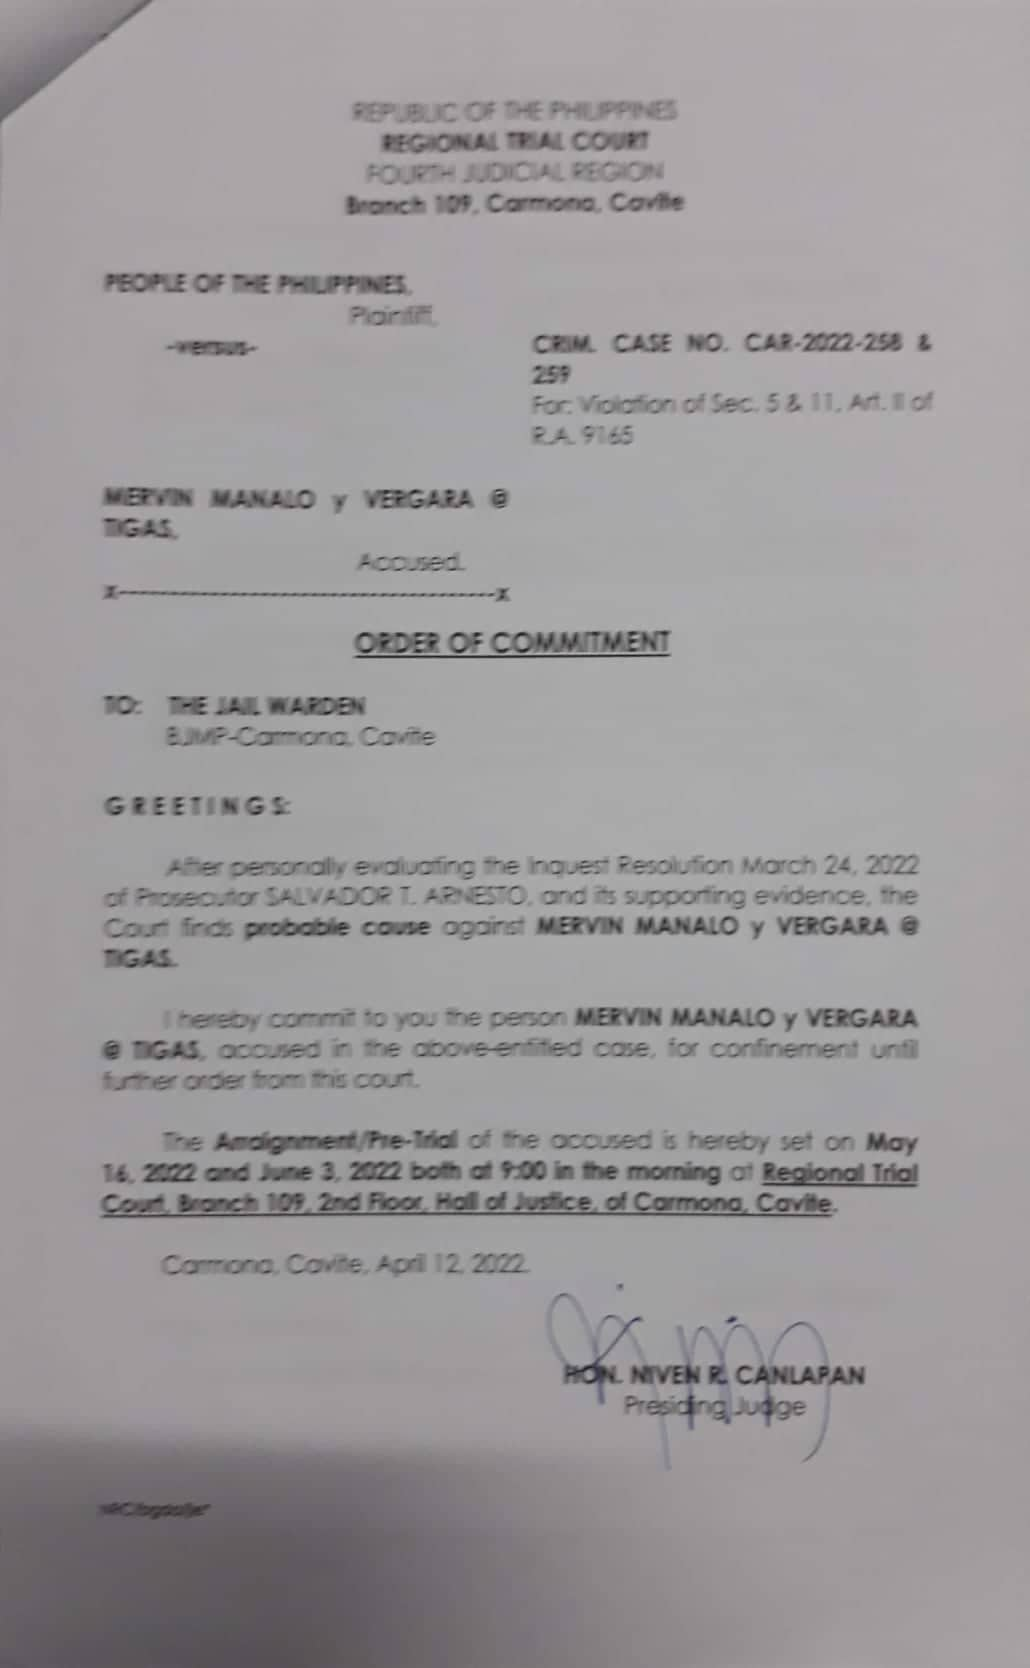 REPUBLIC OF THE PHILIPPINES
REGIONAL TRIAL COURT
FOURTH JUDICIAL REGION
Branch 109, Carmona, Cavite
PEOPLE OF THE PHILIPPINES,
Plaintiff,
-versus-
CRIM. CASE NO. CAR-2022-258 &
259
For: Violation of Sec. 5 & 11, Art. II of
R.A. 9165
MERVIN MANALO y VERGARA @
TIGAS,
Accused.
x---------------------------------------x
ORDER OF COMMITMENT
TO: THE JAIL WARDEN
BJMP-Carmona, Cavite
G R E E T I N G S:
After personally evaluating the Inquest Resolution March 24, 2022
of Prosecutor SALVADOR T. ARNESTO, and its supporting evidence, the
Court finds probable cause against MERVIN MANALO y VERGARA @
TIGAS.
I hereby commit to you the person MERVIN MANALO y VERGARA
@ TIGAS, accused in the above-entitled case, for confinement until
further order from this court.
The Arraignment/Pre-Trial of the accused is hereby set on May
16, 2022 and June 3, 2022 both at 9:00 in the morning at Regional Trial
Court, Branch 109, 2nd Floor, Hall of Justice, of Carmona, Cavite.
Carmona, Cavite, April 12, 2022.
HON. NIVEN R. CANLAPAN
Presiding Judge